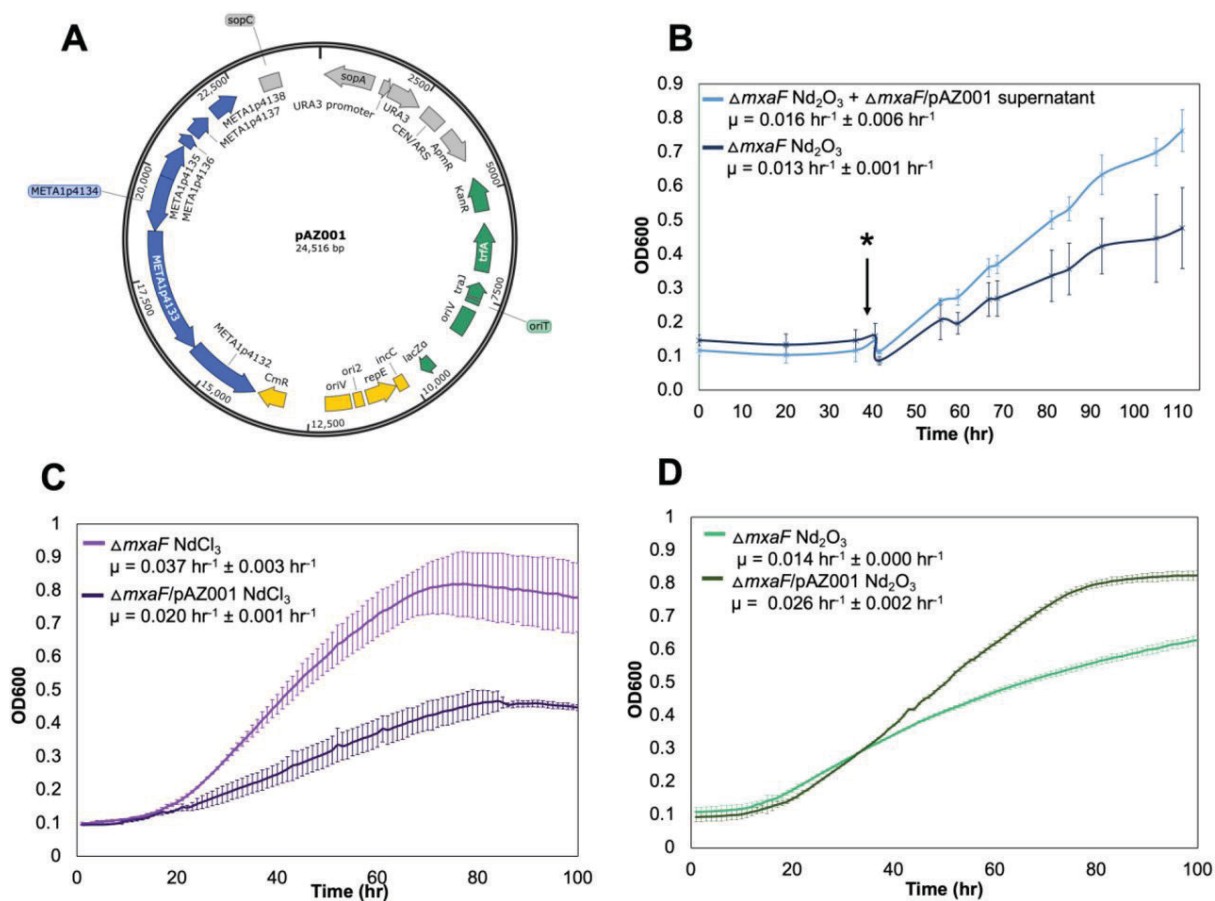 A
sopC
22,500
META1p4138
META1p4137
META1p4136
META1p4135
20,000
META1p4134
META1p4133
17,500
META1p4132
15,000
CmR
12,500
oriV
ori2
repE
incC
lacZα
10,000
oriV
traJ
oriT
7500
trfA
KanR
5000
ApmR
CEN/ARS
URA3
URA3 promoter
2500
sopA
pAZ001
24,516 bp
B
ΔmxaF Nd₂O₃ + ΔmxaF/pAZ001 supernatant
μ = 0.016 hr⁻¹ ± 0.006 hr⁻¹
ΔmxaF Nd₂O₃
μ = 0.013 hr⁻¹ ± 0.001 hr⁻¹
*
OD600
0.9
0.8
0.7
0.6
0.5
0.4
0.3
0.2
0.1
0.0
0 10 20 30 40 50 60 70 80 90 100 110
Time (hr)
C
ΔmxaF NdCl₃
μ = 0.037 hr⁻¹ ± 0.003 hr⁻¹
ΔmxaF/pAZ001 NdCl₃
μ = 0.020 hr⁻¹ ± 0.001 hr⁻¹
OD600
1
0.9
0.8
0.7
0.6
0.5
0.4
0.3
0.2
0.1
0
0 20 40 60 80 100
Time (hr)
D
ΔmxaF Nd₂O₃
μ = 0.014 hr⁻¹ ± 0.000 hr⁻¹
ΔmxaF/pAZ001 Nd₂O₃
μ = 0.026 hr⁻¹ ± 0.002 hr⁻¹
OD600
1
0.9
0.8
0.7
0.6
0.5
0.4
0.3
0.2
0.1
0
0 20 40 60 80 100
Time (hr)